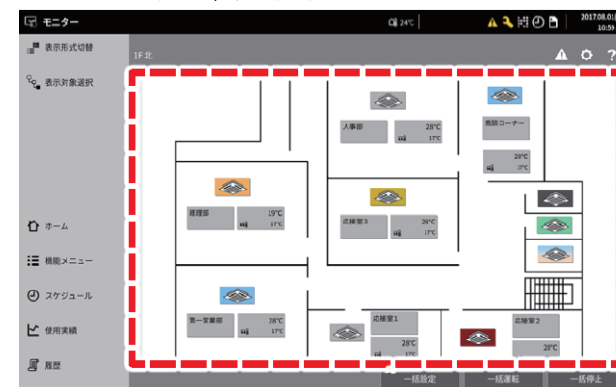 モニター
24℃
2017.08.01
10:59
表示形式切替
1F 北
表示対象選択
人事部
28℃
17℃
商談コーナー
28℃
17℃
経理部
19℃
17℃
応接室3
28℃
17℃
ホーム
機能メニュー
スケジュール
第一営業部
28℃
17℃
応接室1
28℃
17℃
応接室2
28℃
使用実績
履歴
一括設定
一括運転
一括停止